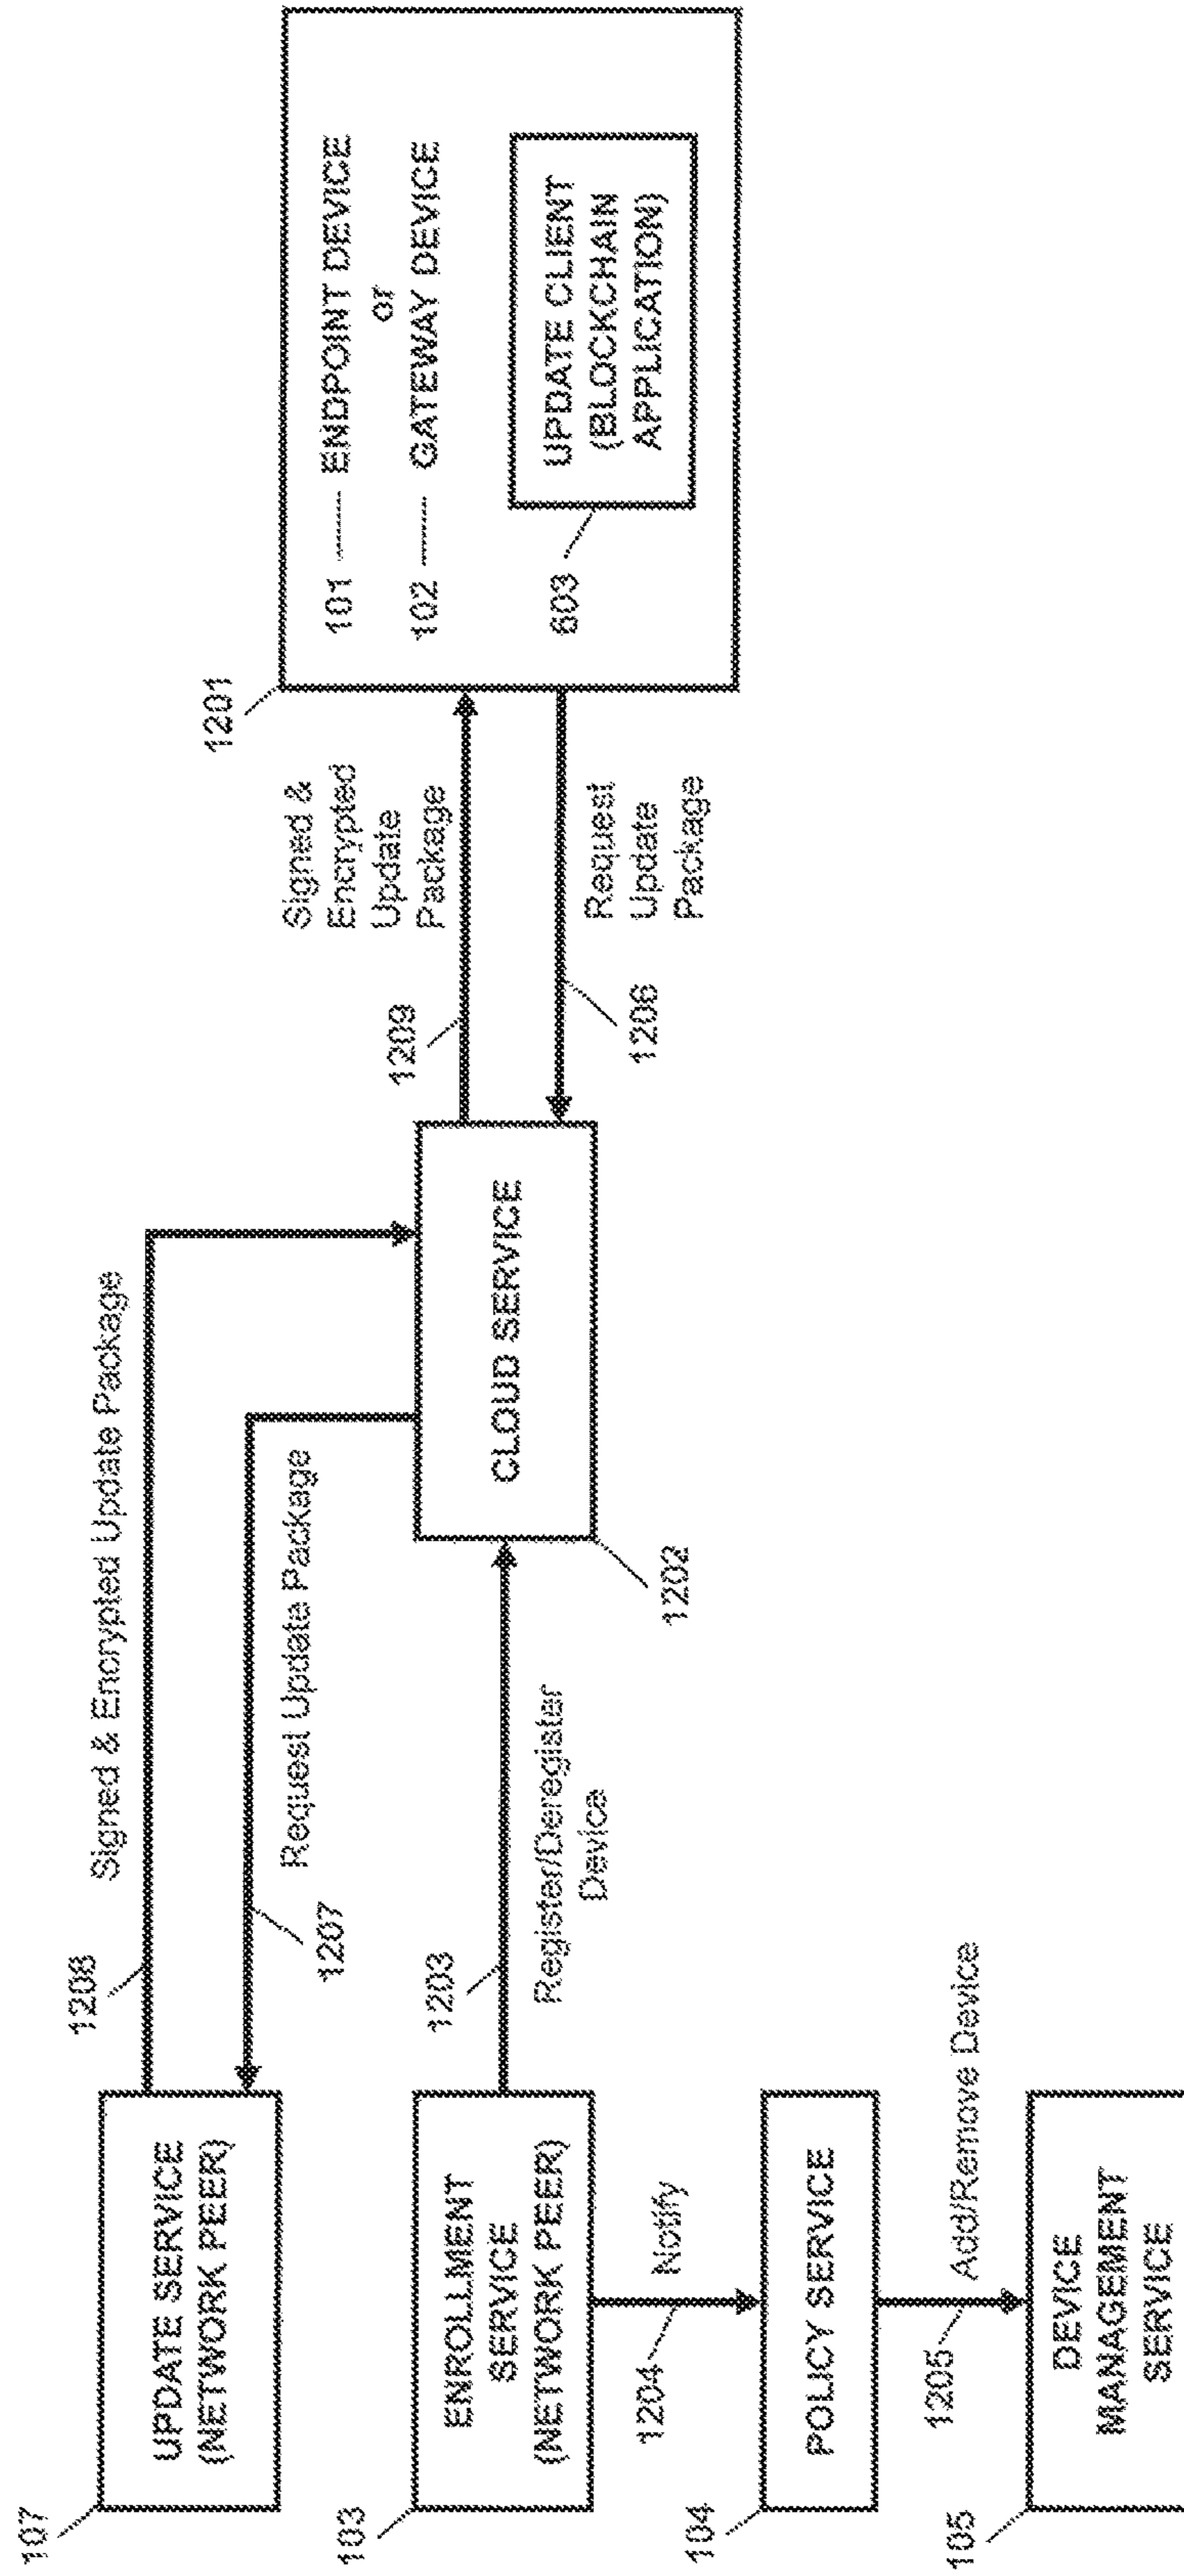 107
UPDATE SERVICE
(NETWORK PEER)
1208
Signed & Encrypted Update Package
1207
Request Update Package
103
ENROLLMENT
SERVICE
(NETWORK PEER)
1203
Register/Deregister
Device
1204
Notify
104
POLICY SERVICE
1205
Add/Remove Device
105
DEVICE
MANAGEMENT
SERVICE
CLOUD SERVICE
1202
1209
Signed &
Encrypted
Update
Package
1206
Request
Update
Package
1201
101
ENDPOINT DEVICE
or
102
GATEWAY DEVICE
603
UPDATE CLIENT
(BLOCKCHAIN
APPLICATION)